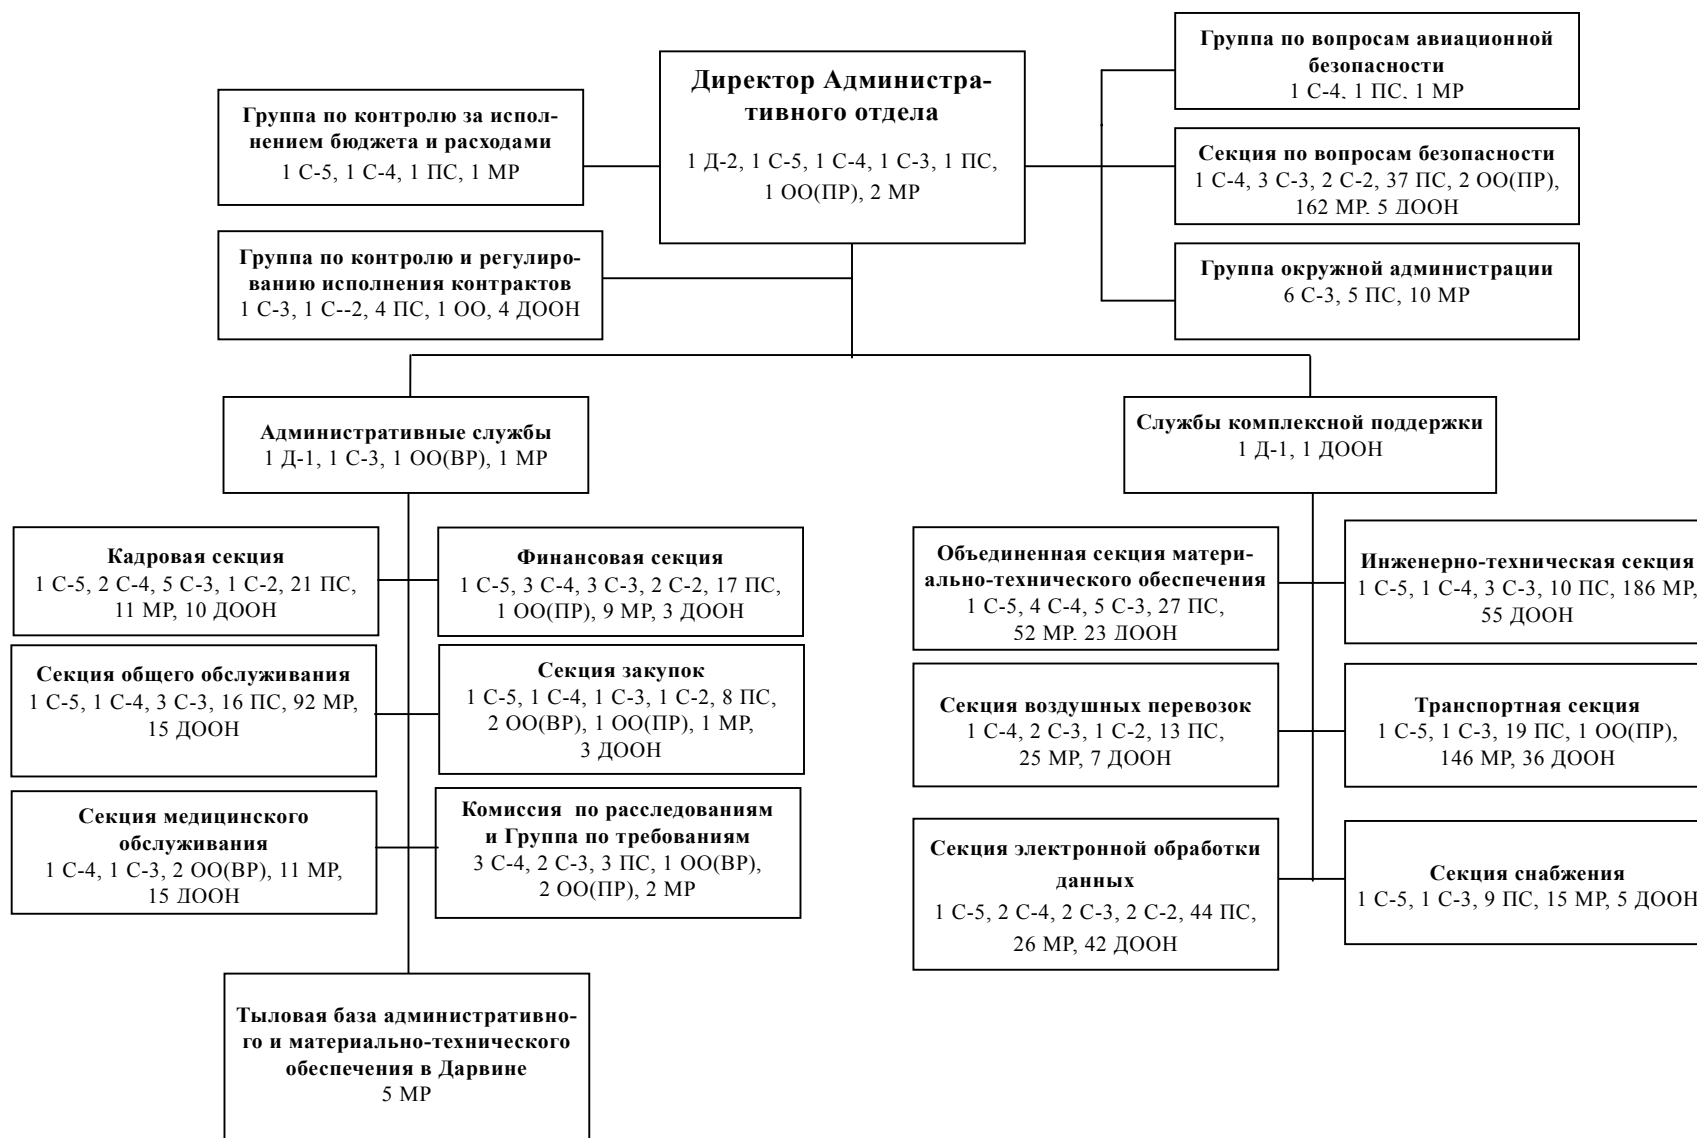 Директор Администра-
тивного отдела
1 Д-2, 1 С-5, 1 С-4, 1 С-3, 1 ПС,
1 ОО(ПР), 2 МР
Группа по контролю за испол-
нением бюджета и расходами
1 С-5, 1 С-4, 1 ПС, 1 МР
Группа по контролю и регулиро-
ванию исполнения контрактов
1 С-3, 1 С--2, 4 ПС, 1 ОО, 4 ДООН
Группа по вопросам авиационной
безопасности
1 С-4, 1 ПС, 1 МР
Секция по вопросам безопасности
1 С-4, 3 С-3, 2 С-2, 37 ПС, 2 ОО(ПР),
162 МР, 5 ДООН
Группа окружной администрации
6 С-3, 5 ПС, 10 МР
Административные службы
1 Д-1, 1 С-3, 1 ОО(ВР), 1 МР
Службы комплексной поддержки
1 Д-1, 1 ДООН
Кадровая секция
1 С-5, 2 С-4, 5 С-3, 1 С-2, 21 ПС,
11 МР, 10 ДООН
Финансовая секция
1 С-5, 3 С-4, 3 С-3, 2 С-2, 17 ПС,
1 ОО(ПР), 9 МР, 3 ДООН
Секция общего обслуживания
1 С-5, 1 С-4, 3 С-3, 16 ПС, 92 МР,
15 ДООН
Секция закупок
1 С-5, 1 С-4, 1 С-3, 1 С-2, 8 ПС,
2 ОО(ВР), 1 ОО(ПР), 1 МР,
3 ДООН
Секция медицинского
обслуживания
1 С-4, 1 С-3, 2 ОО(ВР), 11 МР,
15 ДООН
Комиссия по расследованиям
и Группа по требованиям
3 С-4, 2 С-3, 3 ПС, 1 ОО(ВР),
2 ОО(ПР), 2 МР
Тыловая база административно-
го и материально-технического
обеспечения в Дарвине
5 МР
Объединенная секция матери-
ально-технического обеспечения
1 С-5, 4 С-4, 5 С-3, 27 ПС,
52 МР, 23 ДООН
Инженерно-техническая секция
1 С-5, 1 С-4, 3 С-3, 10 ПС, 186 МР,
55 ДООН
Секция воздушных перевозок
1 С-4, 2 С-3, 1 С-2, 13 ПС,
25 МР, 7 ДООН
Транспортная секция
1 С-5, 1 С-3, 19 ПС, 1 ОО(ПР),
146 МР, 36 ДООН
Секция электронной обработки
данных
1 С-5, 2 С-4, 2 С-3, 2 С-2, 44 ПС,
26 МР, 42 ДООН
Секция снабжения
1 С-5, 1 С-3, 9 ПС, 15 МР, 5 ДООН